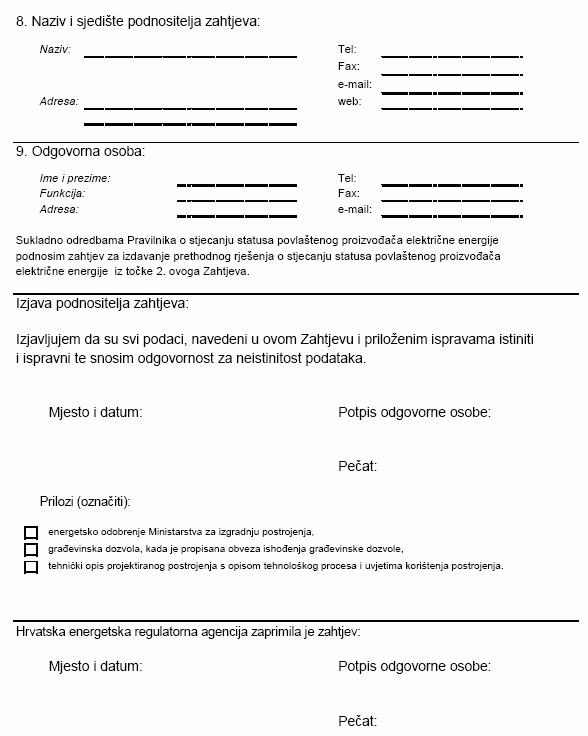 8. Naziv i sjedište podnositelja zahtjeva:
Naziv: Tel:
Fax:
e-mail:
Adresa: web:
9. Odgovorna osoba:
Ime i prezime: Tel:
Funkcija: Fax:
Adresa: e-mail:
Sukladno odredbama Pravilnika o stjecanju statusa povlaštenog proizvođača električne energije
podnosim zahtjev za izdavanje prethodnog rješenja o stjecanju statusa povlaštenog proizvođača
električne energije iz točke 2. ovoga Zahtjeva.
Izjava podnositelja zahtjeva:
Izjavljujem da su svi podaci, navedeni u ovom Zahtjevu i priloženim ispravama istiniti
i ispravni te snosim odgovornost za neistinitost podataka.
Mjesto i datum: Potpis odgovorne osobe:
Pečat:
Prilozi (označiti):
energetsko odobrenje Ministarstva za izgradnju postrojenja,
građevinska dozvola, kada je propisana obveza ishođenja građevinske dozvole,
tehnički opis projektiranog postrojenja s opisom tehnološkog procesa i uvjetima korištenja postrojenja.
Hrvatska energetska regulatorna agencija zaprimila je zahtjev:
Mjesto i datum: Potpis odgovorne osobe:
Pečat: